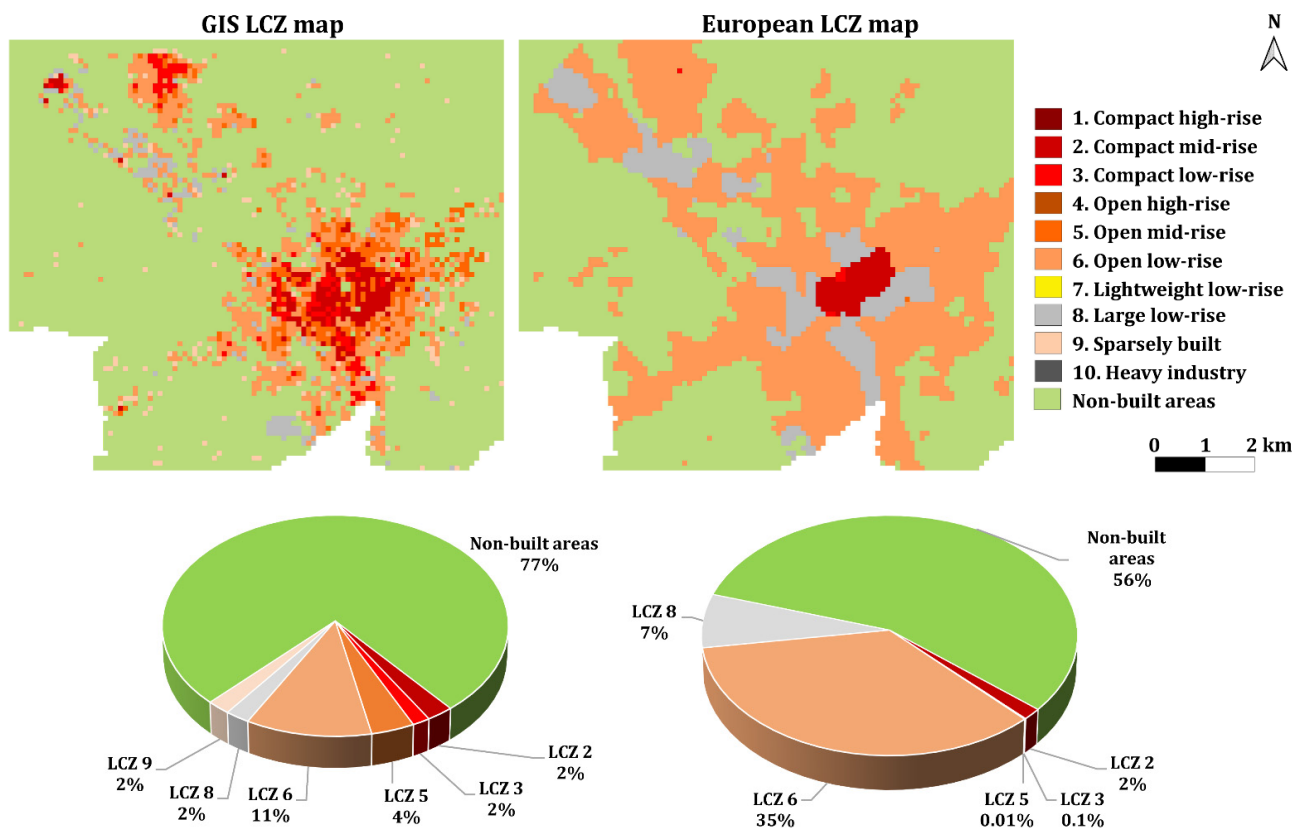 GIS LCZ map
European LCZ map
N
1. Compact high-rise
2. Compact mid-rise
3. Compact low-rise
4. Open high-rise
5. Open mid-rise
6. Open low-rise
7. Lightweight low-rise
8. Large low-rise
9. Sparsely built
10. Heavy industry
Non-built areas
0 1 2 km
Non-built areas
77%
LCZ 9
2%
LCZ 8
2%
LCZ 6
11%
LCZ 5
4%
LCZ 3
2%
LCZ 2
2%
Non-built
areas
56%
LCZ 8
7%
LCZ 6
35%
LCZ 5
0.01%
LCZ 3
0.1%
LCZ 2
2%